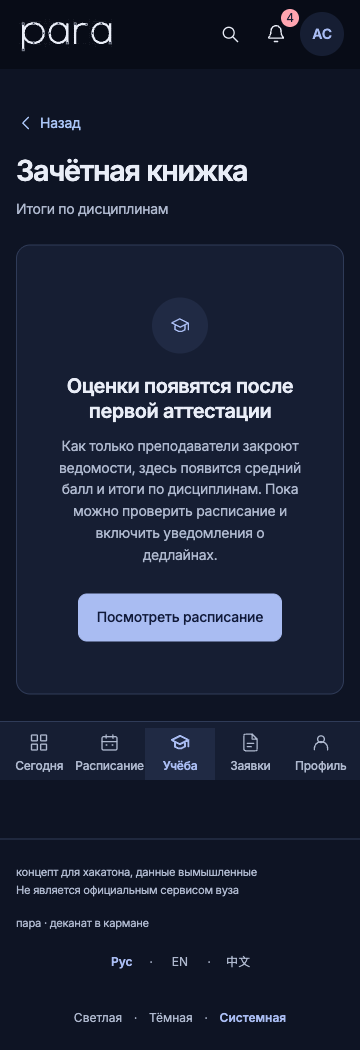 para
4
АС
Назад
Зачётная книжка
Итоги по дисциплинам
Оценки появятся после
первой аттестации
Как только преподаватели закроют
ведомости, здесь появится средний
балл и итоги по дисциплинам. Пока
можно проверить расписание и
включить уведомления о
дедлайнах.
Посмотреть расписание
Сегодня Расписание Учёба Заявки Профиль
концепт для хакатона, данные вымышленные
Не является официальным сервисом вуза
пара · деканат в кармане
Рус · EN · 中文
Светлая · Тёмная · Системная